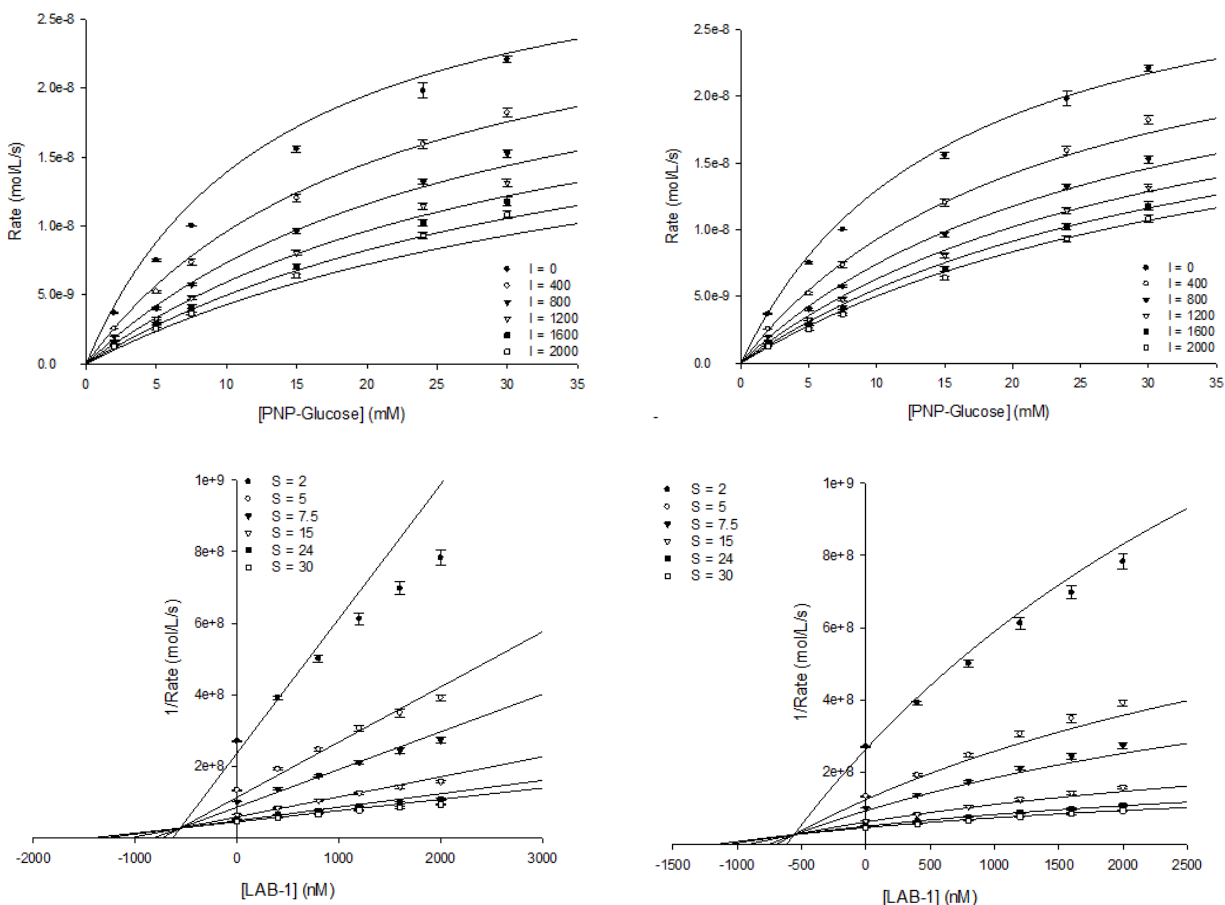 2.5e-8
2.0e-8
1.5e-8
1.0e-8
5.0e-9
0.0
Rate (mol/L/s)
0 5 10 15 20 25 30 35
[PNP-Glucose] (mM)
I = 0
I = 400
I = 800
I = 1200
I = 1600
I = 2000
2.5e-8
2.0e-8
1.5e-8
1.0e-8
5.0e-9
0.0
Rate (mol/L/s)
0 5 10 15 20 25 30 35
[PNP-Glucose] (mM)
I = 0
I = 400
I = 800
I = 1200
I = 1600
I = 2000
-
1e+9
8e+8
6e+8
4e+8
2e+8
1/Rate (mol/L/s)
S = 2
S = 5
S = 7.5
S = 15
S = 24
S = 30
-2000 -1000 0 1000 2000 3000
[LAB-1] (nM)
1e+9
8e+8
6e+8
4e+8
2e+8
1/Rate (mol/L/s)
S = 2
S = 5
S = 7.5
S = 15
S = 24
S = 30
-1500 -1000 -500 0 500 1000 1500 2000 2500
[LAB-1] (nM)